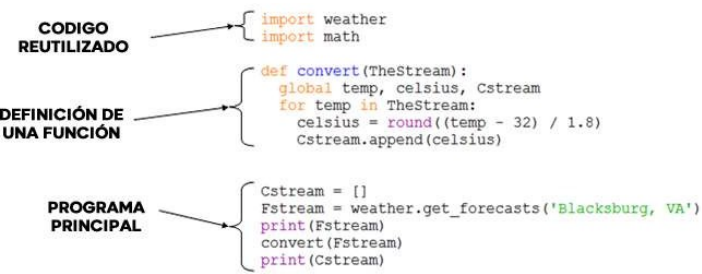 CODIGO
REUTILIZADO
import weather
import math
DEFINICIÓN DE
UNA FUNCIÓN
def convert(TheStream):
  global temp, celsius, Cstream
  for temp in TheStream:
    celsius = round((temp - 32) / 1.8)
    Cstream.append(celsius)
PROGRAMA
PRINCIPAL
Cstream = []
Fstream = weather.get_forecasts('Blacksburg, VA')
print(Fstream)
convert(Fstream)
print(Cstream)